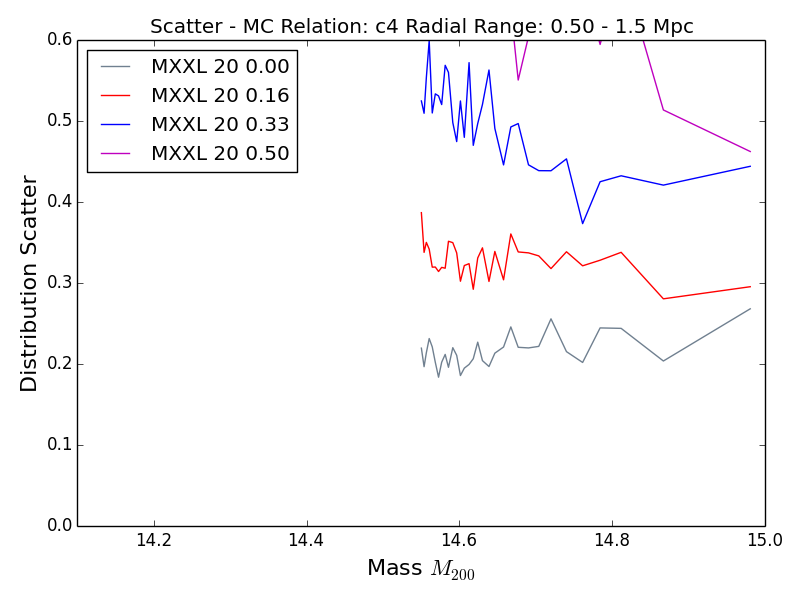 Scatter - MC Relation: c4 Radial Range: 0.50 - 1.5 Mpc
MXXL 20 0.00
MXXL 20 0.16
MXXL 20 0.33
MXXL 20 0.50
Distribution Scatter
0.6
0.5
0.4
0.3
0.2
0.1
0.0
14.2 14.4 14.6 14.8 15.0
Mass M200